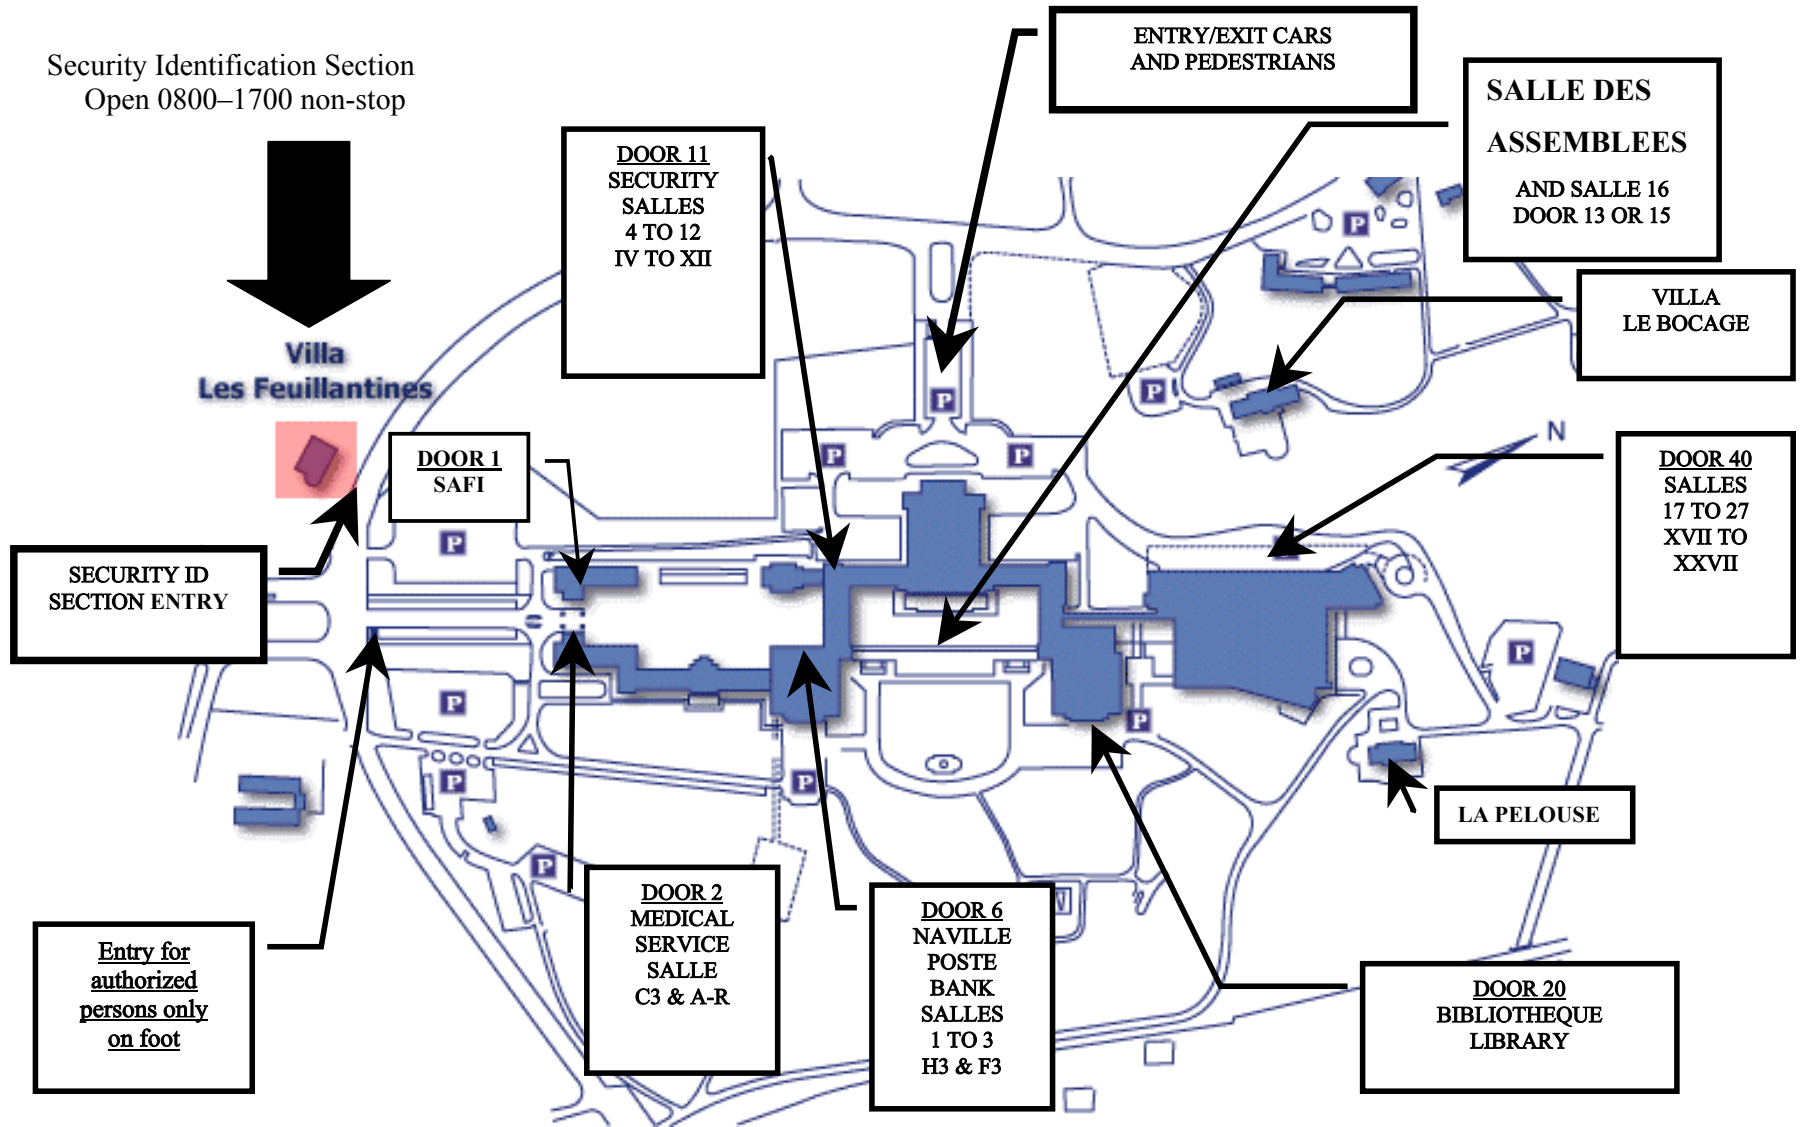 Security Identification Section
Open 0800–1700 non-stop
Villa
Les Feuillantines
ENTRY/EXIT CARS
AND PEDESTRIANS
SALLE DES
ASSEMBLEES
AND SALLE 16
DOOR 13 OR 15
DOOR 11
SECURITY
SALLES
4 TO 12
IV TO XII
VILLA
LE BOCAGE
DOOR 1
SAFI
N
DOOR 40
SALLES
17 TO 27
XVII TO
XXVII
SECURITY ID
SECTION ENTRY
P
P
P
P
P
P
P
P
P
P
P
P
P
LA PELOUSE
Entry for
authorized
persons only
on foot
DOOR 2
MEDICAL
SERVICE
SALLE
C3 & A-R
DOOR 6
NAVILLE
POSTE
BANK
SALLES
1 TO 3
H3 & F3
DOOR 20
BIBLIOTHEQUE
LIBRARY